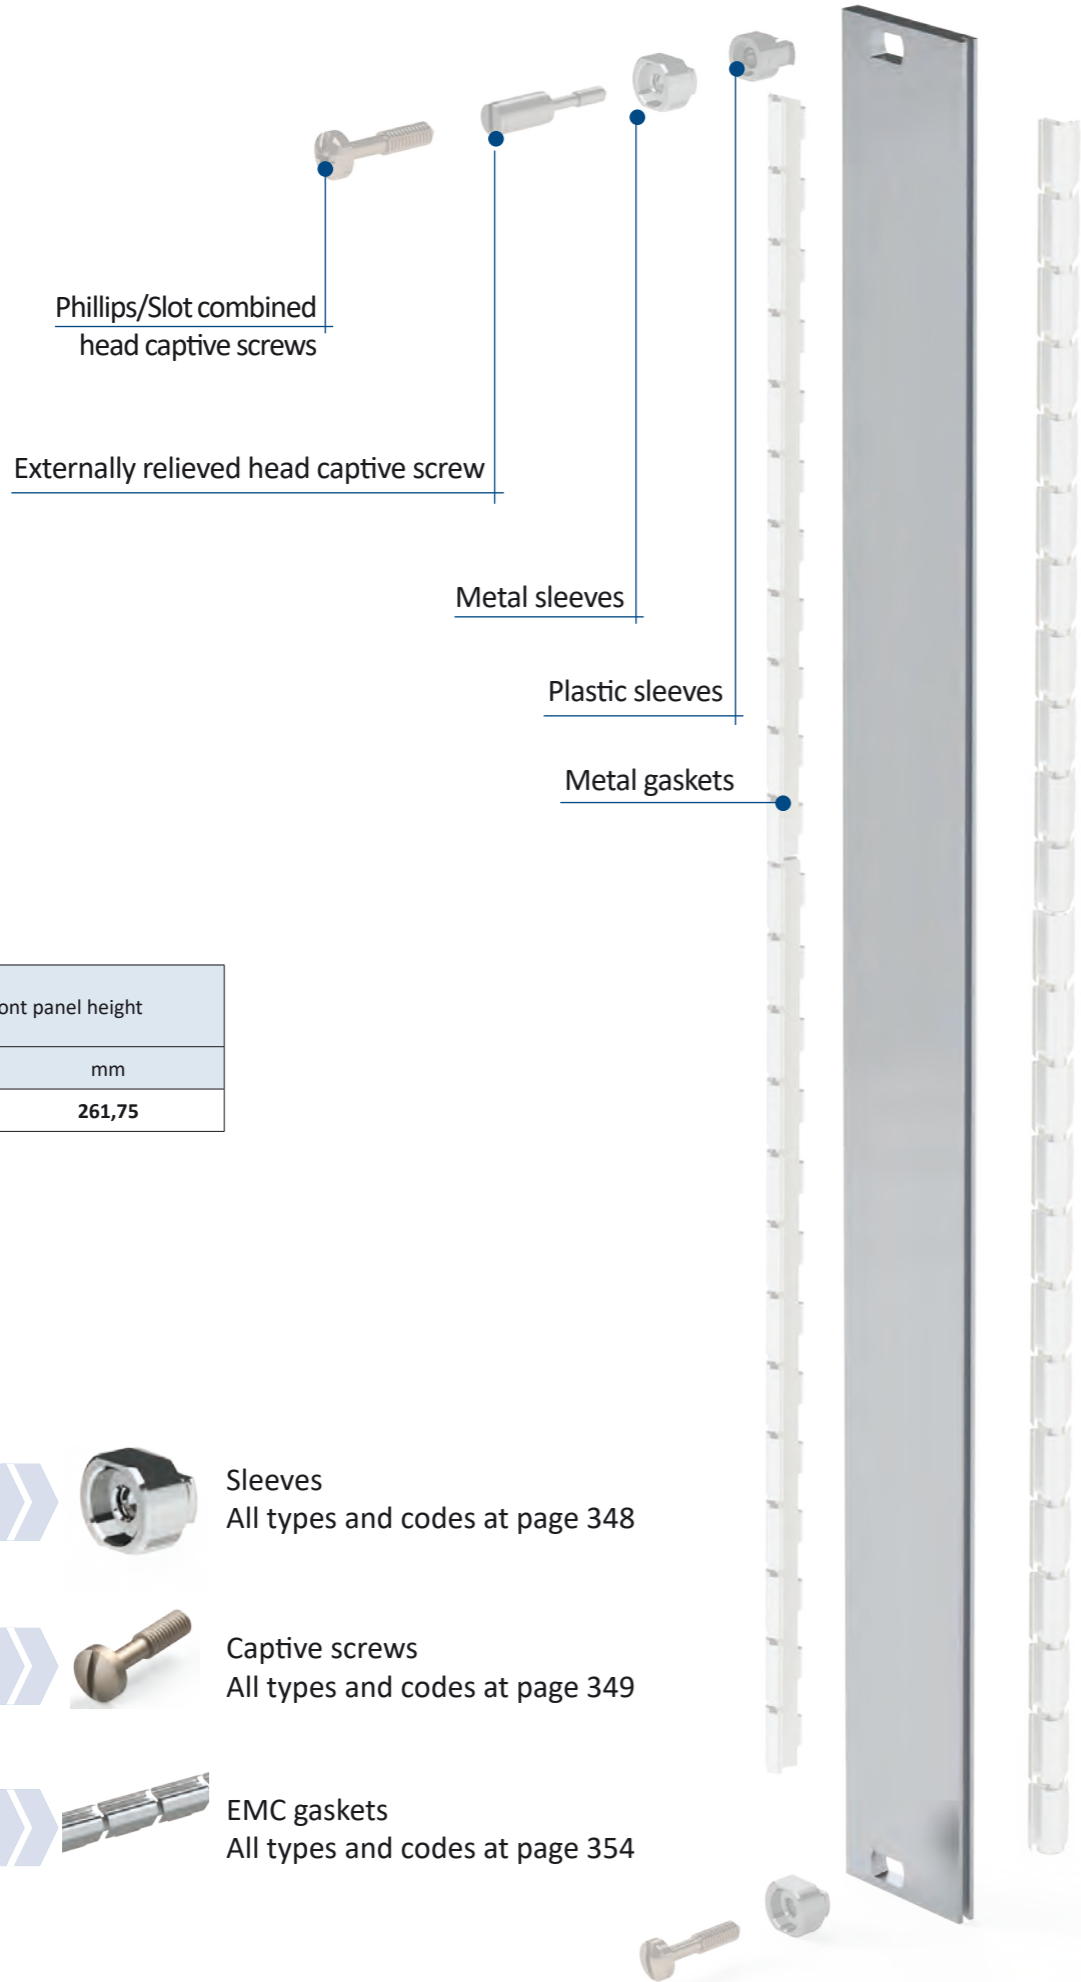 Phillips/Slot combined
head captive screws
Externally relieved head captive screw
Metal sleeves
Plastic sleeves
Metal gaskets
panel height
mm
261,75
Sleeves
All types and codes at page 348
Captive screws
All types and codes at page 349
EMC gaskets
All types and codes at page 354